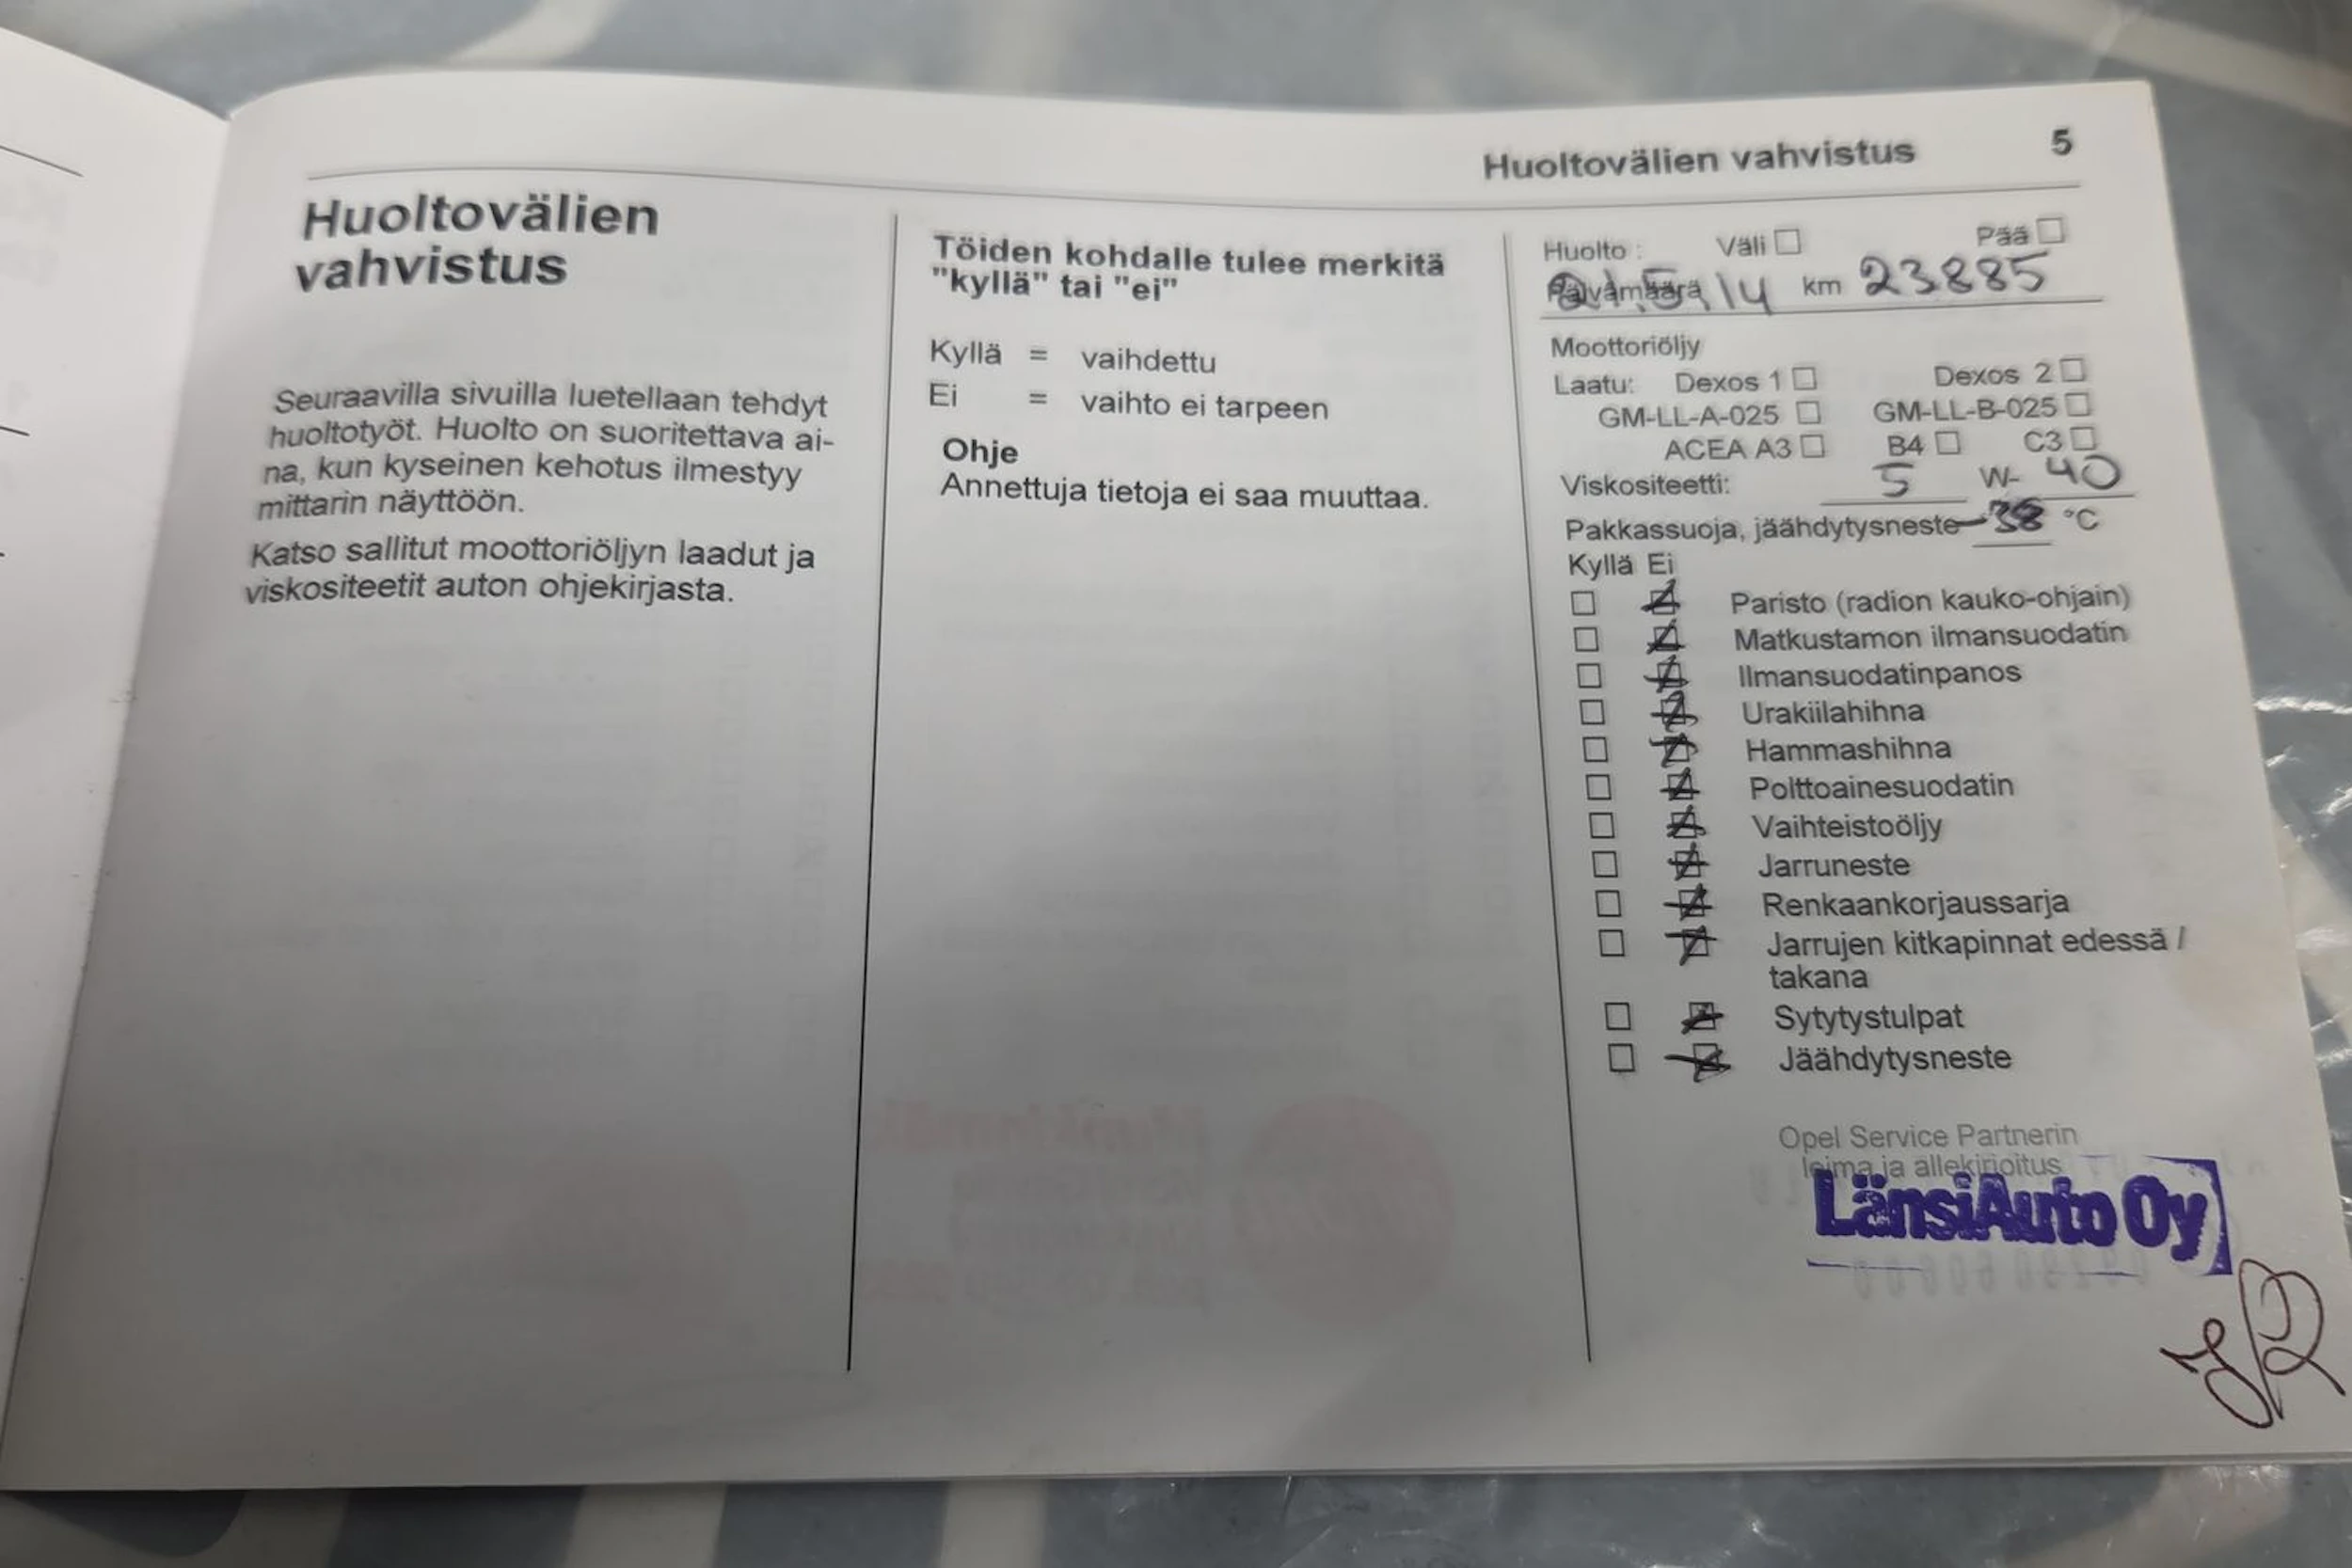 Huoltovälien vahvistus 5
Huoltovälien
vahvistus
Seuraavilla sivuilla luetellaan tehdyt
huoltotyöt. Huolto on suoritettava ai-
na, kun kyseinen kehotus ilmestyy
mittarin näyttöön.
Katso sallitut moottoriöljyn laadut ja
viskositeetit auton ohjekirjasta.
Töiden kohdalle tulee merkitä
"kyllä" tai "ei"
Kyllä = vaihdettu
Ei = vaihto ei tarpeen
Ohje
Annettuja tietoja ei saa muuttaa.
Huolto : Väli Pää
Päivämäärä 21.5.14 km 23885
Moottoriöljy
Laatu: Dexos 1 Dexos 2
GM-LL-A-025 GM-LL-B-025
ACEA A3 B4 C3
Viskositeetti: 5 W- 40
Pakkassuoja, jäähdytysneste -38 °C
Kyllä Ei
Paristo (radion kauko-ohjain)
Matkustamon ilmansuodatin
Ilmansuodatinpanos
Urakiilahihna
Hammashihna
Polttoainesuodatin
Vaihteistoöljy
Jarruneste
Renkaankorjaussarja
Jarrujen kitkapinnat edessä /
takana
Sytytystulpat
Jäähdytysneste
Opel Service Partnerin
leima ja allekirjoitus
LänsiAuto Oy